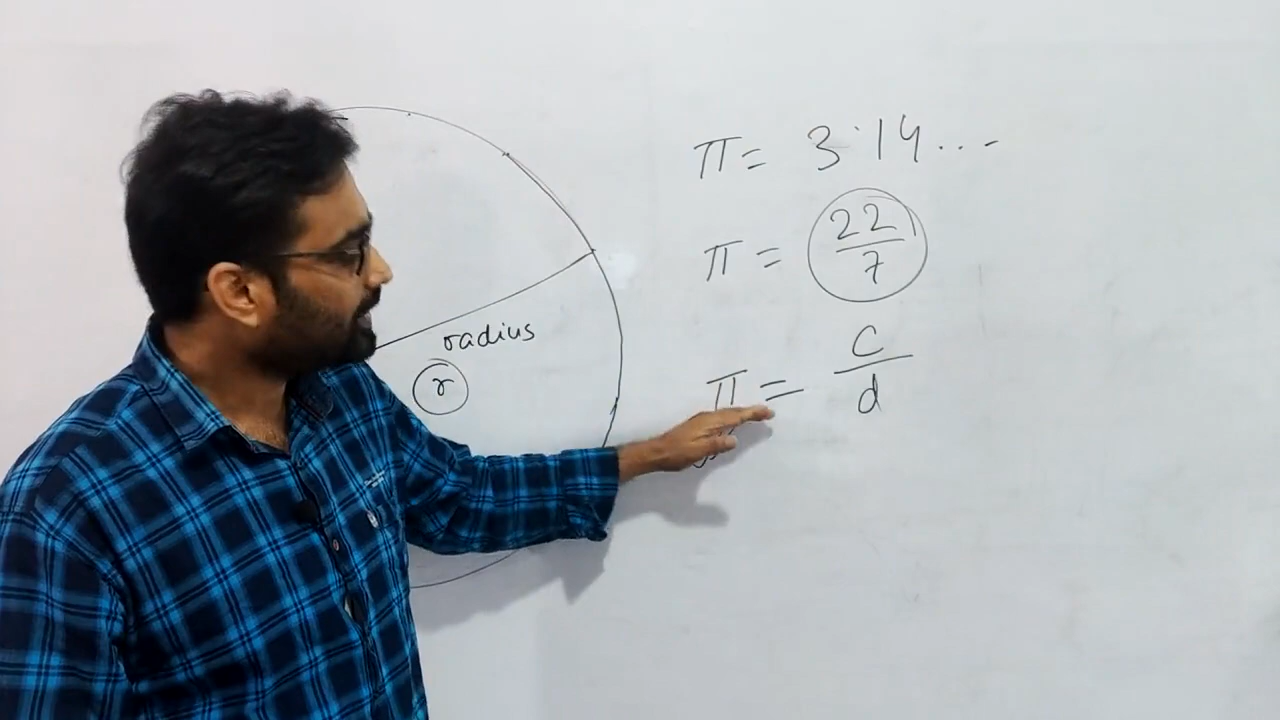 π = 3.14...
π = 22/7
radius
r
π = c/d